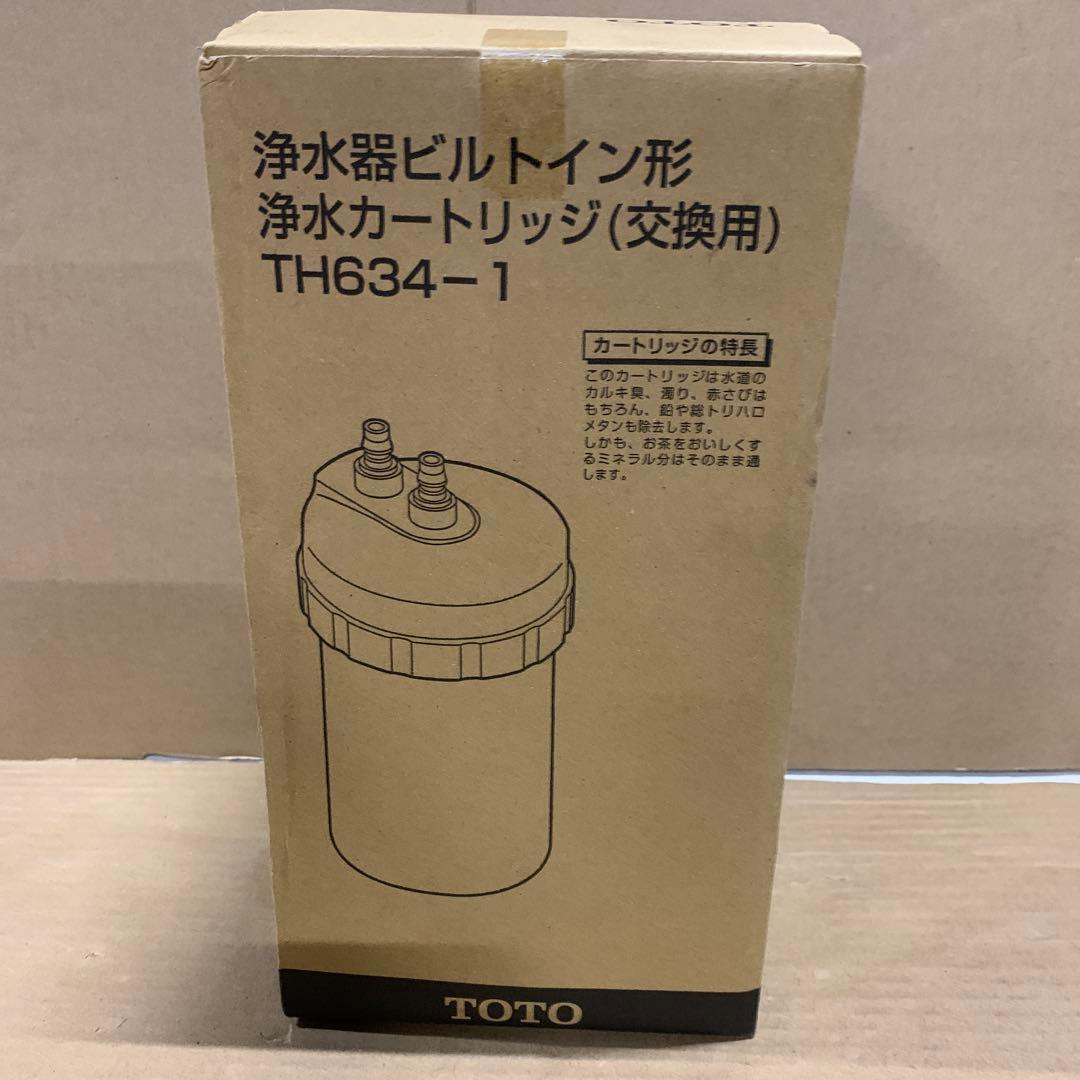 TOTO
浄水器ビルトイン形
浄水カートリッジ(交換用)
TH634-1
カートリッジの特長
このカートリッジは水道の
カルキ臭、濁り、赤さびは
もちろん、鉛や総トリハロ
メタンも除去します。
しかも、お茶をおいしくす
るミネラル分はそのまま通
します。
TOTO